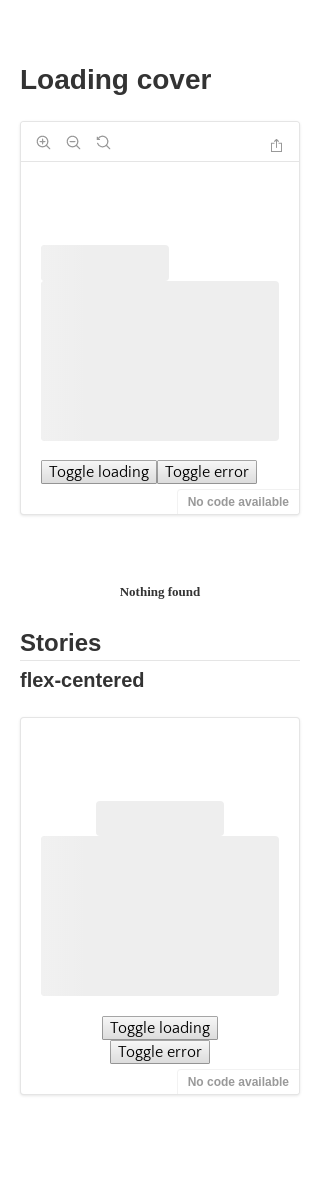 Loading cover
Toggle loading Toggle error
No code available
Nothing found
Stories
flex-centered
Toggle loading
Toggle error
No code available